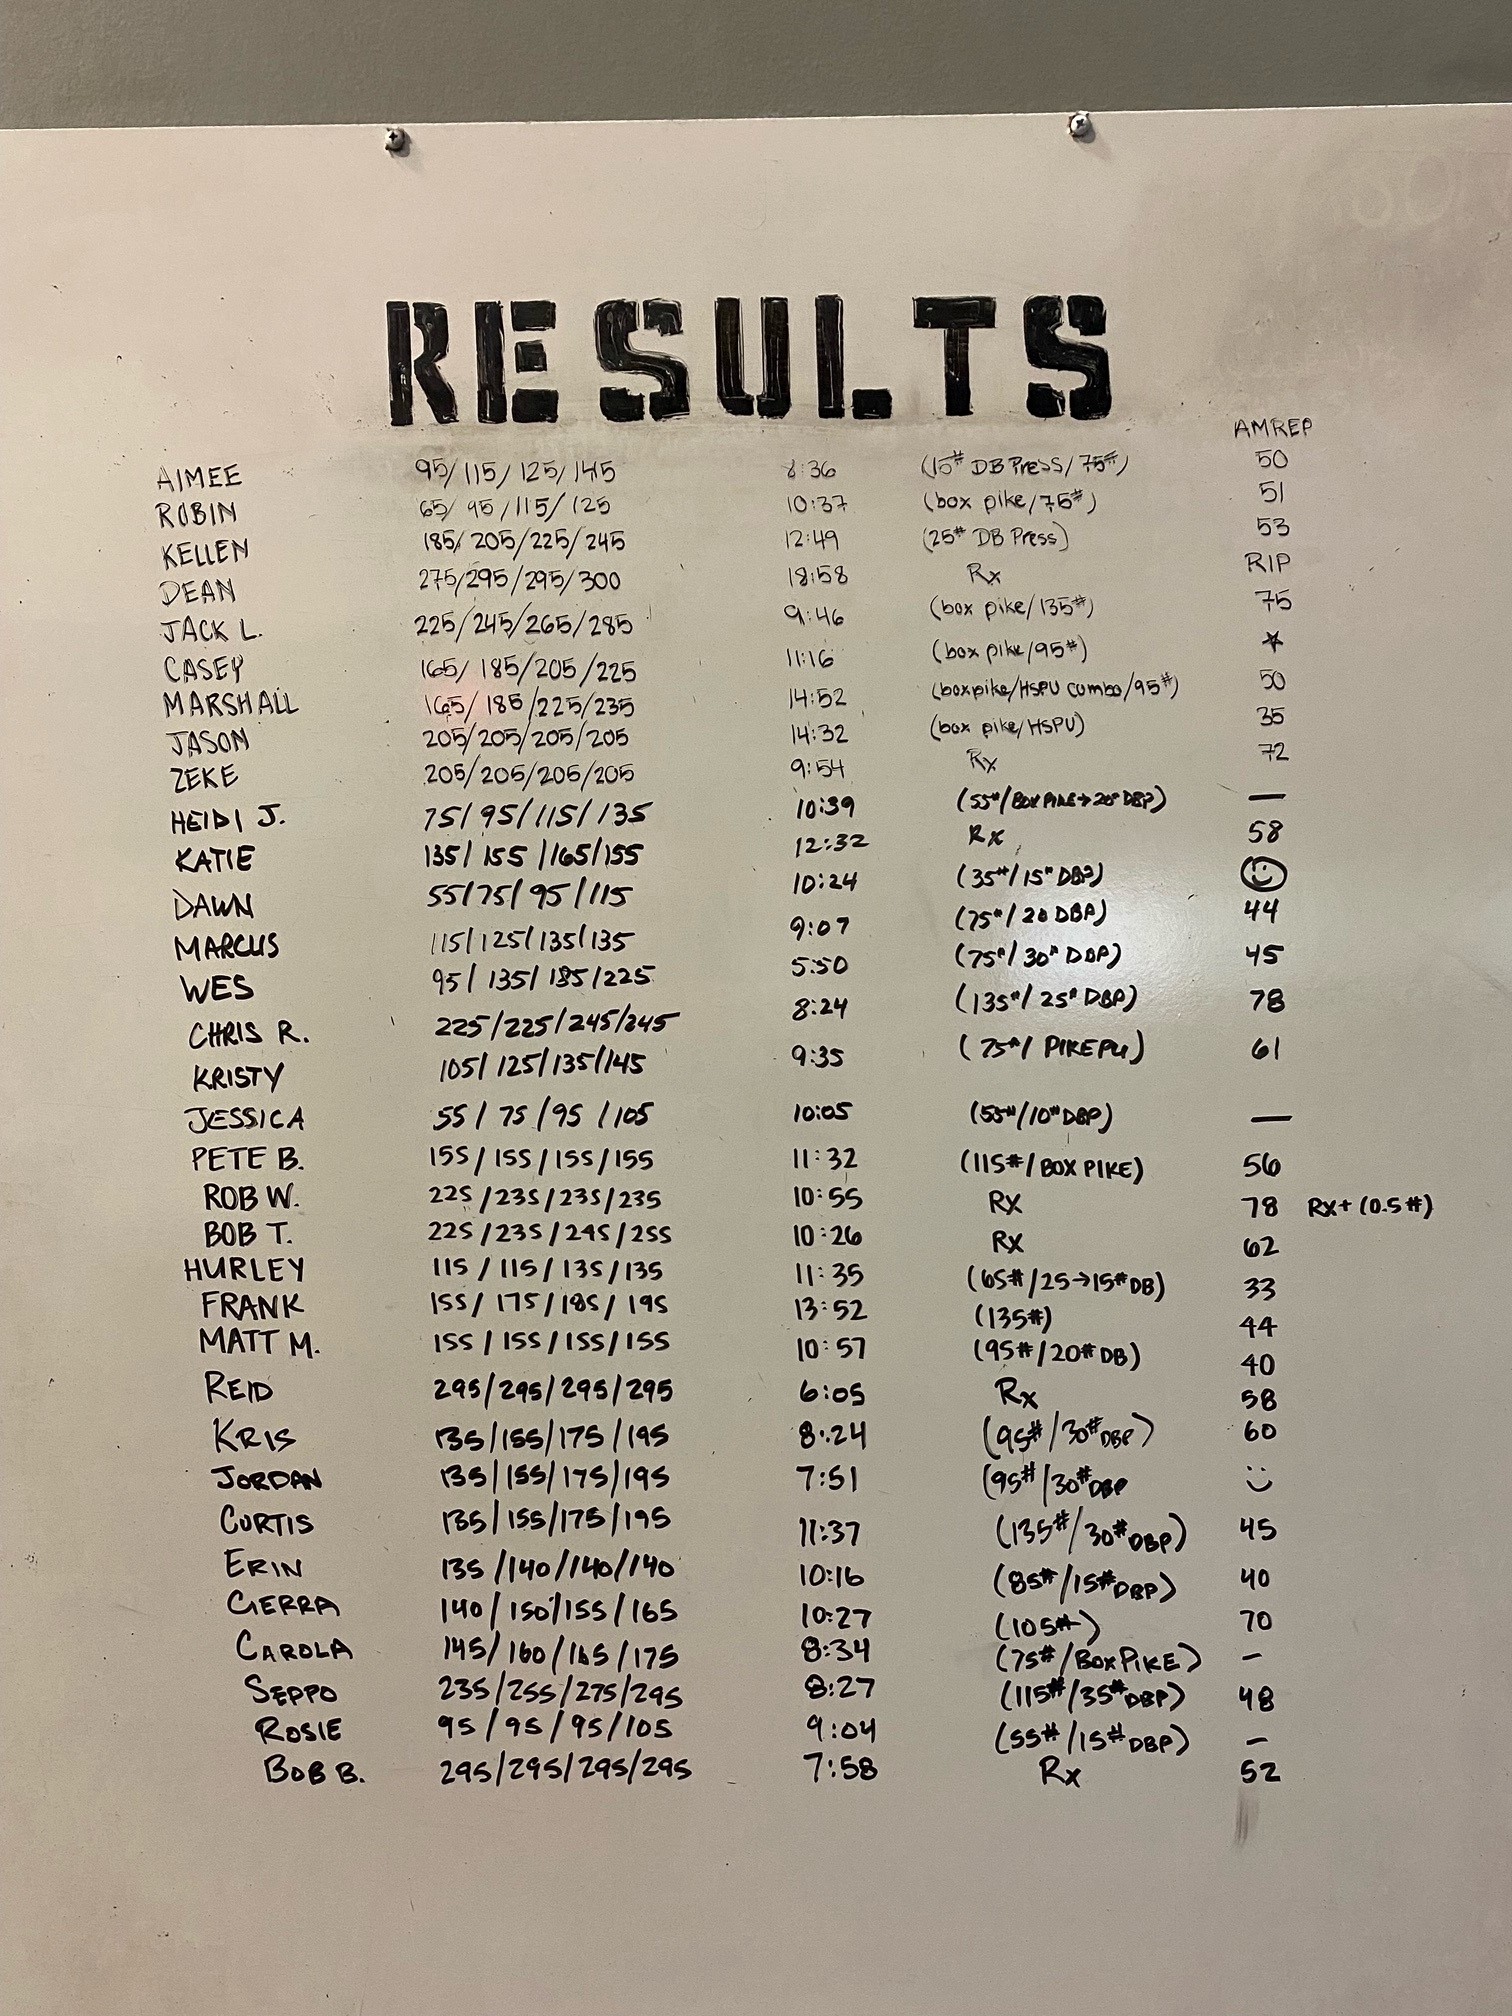 RESULTS
AMREP
AIMEE 95/115/125/145 8:36 (15# DB Press/75#) 50
ROBIN 65/95/115/125 10:37 (box pike/75#) 51
KELLEN 185/205/225/245 12:49 (25# DB Press) 53
DEAN 275/295/295/300 18:58 Rx RIP
JACK L. 225/245/265/285 9:46 (box pike/135#) 75
CASEY 165/185/205/225 11:16 (box pike/95#) ☆
MARSHALL 165/185/225/235 14:52 (boxpike/HSPU combo/95#) 50
JASON 205/205/205/205 14:32 (box pike/HSPU) 35
ZEKE 205/205/205/205 9:54 Rx 72
HEIDI J. 75/95/115/135 10:39 (55#/BOX PIKE→20# DBP) —
KATIE 135/155/165/155 12:32 Rx 58
DAWN 55/75/95/115 10:24 (35#/15# DBP) ☺
MARCUS 115/125/135/135 9:07 (75#/20 DBP) 44
WES 95/135/185/225 5:50 (75#/30# DBP) 45
CHRIS R. 225/225/245/245 8:24 (135#/25# DBP) 78
KRISTY 105/125/135/145 9:35 (75#/PIKE PU) 61
JESSICA 55/75/95/105 10:05 (55#/10# DBP) —
PETE B. 155/155/155/155 11:32 (115#/BOX PIKE) 56
ROB W. 225/235/235/235 10:55 RX 78 RX+ (0.5#)
BOB T. 225/235/245/255 10:26 RX 62
HURLEY 115/115/135/135 11:35 (65#/25→15# DB) 33
FRANK 155/175/185/195 13:52 (135#) 44
MATT M. 155/155/155/155 10:57 (95#/20# DB) 40
REID 295/295/295/295 6:05 Rx 58
KRIS 135/155/175/195 8:24 (95#/30# DBP) 60
JORDAN 135/155/175/195 7:51 (95#/30# DBP :)
CURTIS 135/155/175/195 11:37 (135#/30# DBP) 45
ERIN 135/140/140/140 10:16 (85#/15# DBP) 40
GERRA 140/150/155/165 10:27 (105#) 70
CAROLA 145/160/165/175 8:34 (75#/BOX PIKE) –
SEPPO 235/255/275/295 8:27 (115#/35# DBP) 48
ROSIE 95/95/95/105 9:04 (55#/15# DBP) –
BOB B. 295/295/295/295 7:58 Rx 52